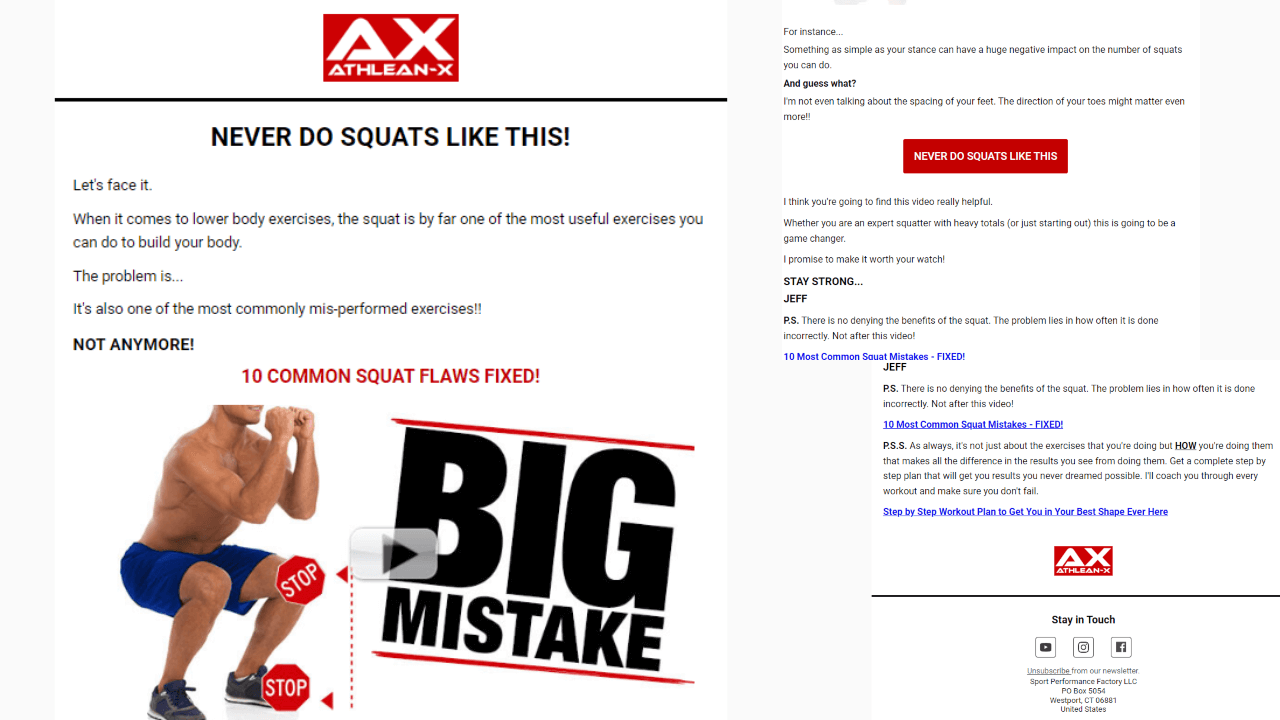 AX
ATHLEAN-X
NEVER DO SQUATS LIKE THIS!
Let's face it.
When it comes to lower body exercises, the squat is by far one of the most useful exercises you
can do to build your body.
The problem is...
It's also one of the most commonly mis-performed exercises!!
NOT ANYMORE!
10 COMMON SQUAT FLAWS FIXED!
STOP
STOP
BIG
MISTAKE
For instance...
Something as simple as your stance can have a huge negative impact on the number of squats
you can do.
And guess what?
I'm not even talking about the spacing of your feet. The direction of your toes might matter even
more!!
NEVER DO SQUATS LIKE THIS
I think you're going to find this video really helpful.
Whether you are an expert squatter with heavy totals (or just starting out) this is going to be a
game changer.
I promise to make it worth your watch!
STAY STRONG...
JEFF
P.S. There is no denying the benefits of the squat. The problem lies in how often it is done
incorrectly. Not after this video!
10 Most Common Squat Mistakes - FIXED!
JEFF
P.S. There is no denying the benefits of the squat. The problem lies in how often it is done
incorrectly. Not after this video!
10 Most Common Squat Mistakes - FIXED!
P.S.S. As always, it's not just about the exercises that you're doing but HOW you're doing them
that makes all the difference in the results you see from doing them. Get a complete step by
step plan that will get you results you never dreamed possible. I'll coach you through every
workout and make sure you don't fail.
Step by Step Workout Plan to Get You in Your Best Shape Ever Here
AX
ATHLEAN-X
Stay in Touch
Unsubscribe from our newsletter.
Sport Performance Factory LLC
PO Box 5054
Westport, CT 06881
United States